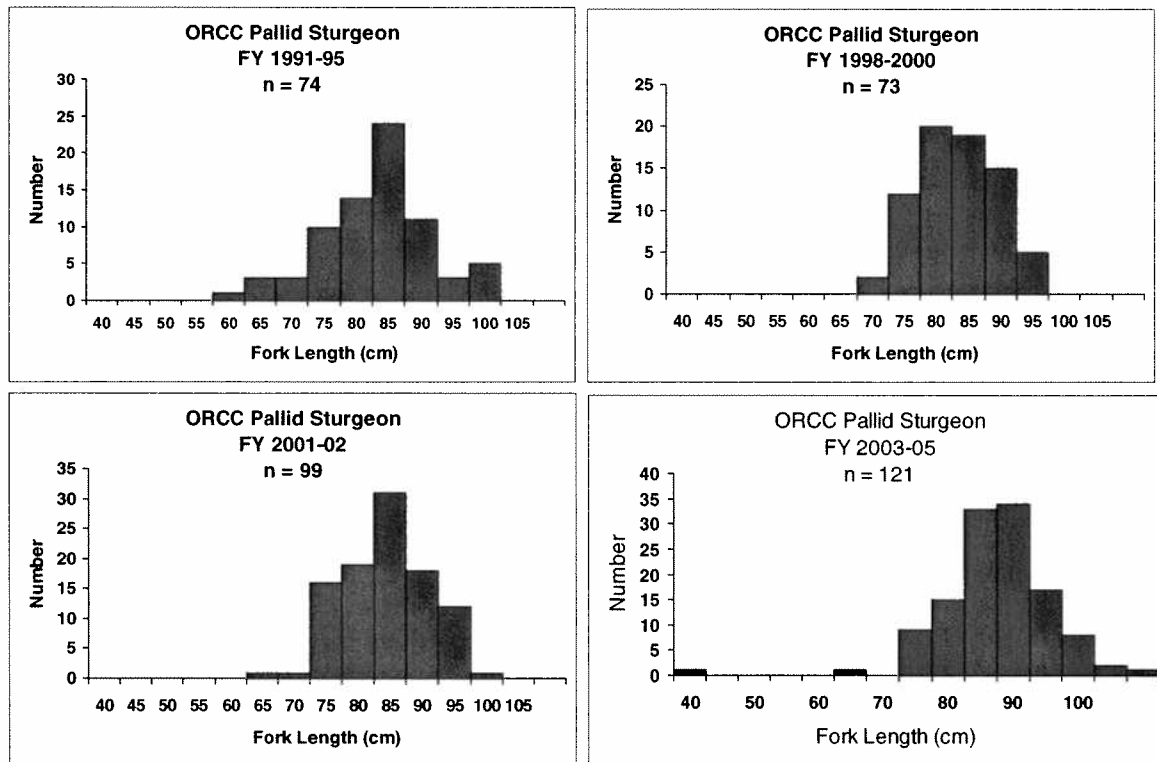 ORCC Pallid Sturgeon
FY 1991-95
n = 74
30
25
20
15
10
5
0
Number
40 45 50 55 60 65 70 75 80 85 90 95 100 105
Fork Length (cm)
ORCC Pallid Sturgeon
FY 1998-2000
n = 73
25
20
15
10
5
0
Number
40 45 50 55 60 65 70 75 80 85 90 95 100 105
Fork Length (cm)
ORCC Pallid Sturgeon
FY 2001-02
n = 99
35
30
25
20
15
10
5
0
Number
40 45 50 55 60 65 70 75 80 85 90 95 100 105
Fork Length (cm)
ORCC Pallid Sturgeon
FY 2003-05
n = 121
40
35
30
25
20
15
10
5
0
Number
40 50 60 70 80 90 100
Fork Length (cm)